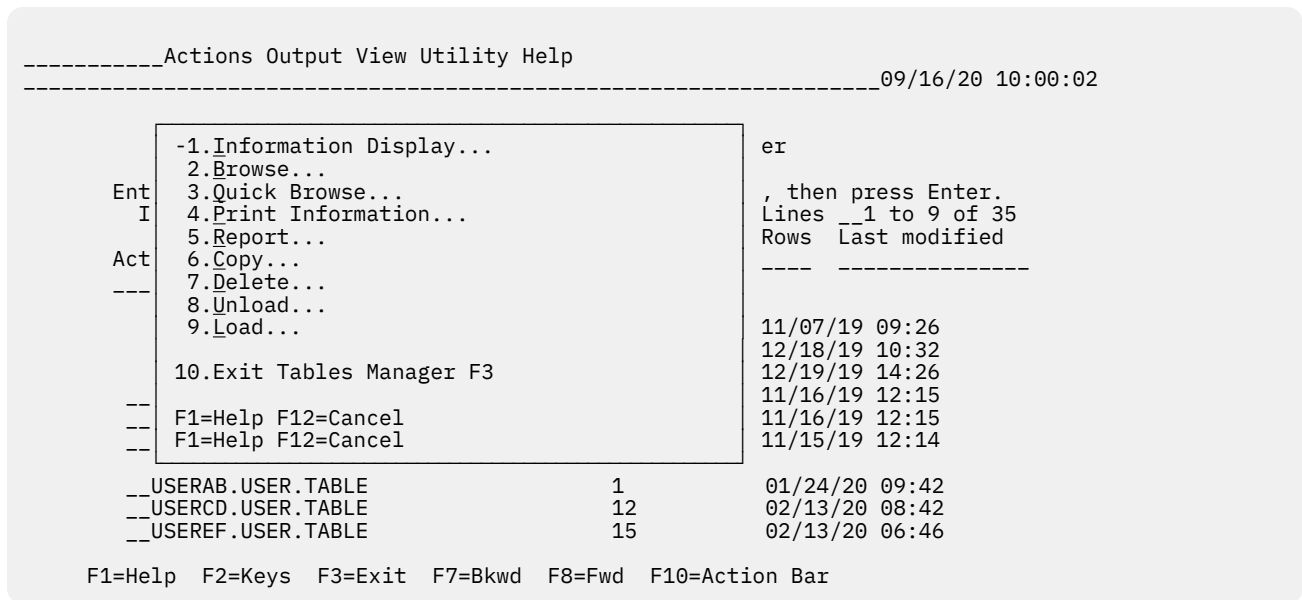 ___________Actions Output View Utility Help
___________________________________________________________________09/16/20 10:00:02
-1.Information Display... er
2.Browse...
Ent 3.Quick Browse... , then press Enter.
I 4.Print Information... Lines __1 to 9 of 35
5.Report... Rows Last modified
Act 6.Copy... ____ _______________
___ 7.Delete...
8.Unload...
9.Load... 11/07/19 09:26
12/18/19 10:32
10.Exit Tables Manager F3 12/19/19 14:26
__ 11/16/19 12:15
__ F1=Help F12=Cancel 11/16/19 12:15
__ F1=Help F12=Cancel 11/15/19 12:14
__USERAB.USER.TABLE 1 01/24/20 09:42
__USERCD.USER.TABLE 12 02/13/20 08:42
__USEREF.USER.TABLE 15 02/13/20 06:46
F1=Help F2=Keys F3=Exit F7=Bkwd F8=Fwd F10=Action Bar